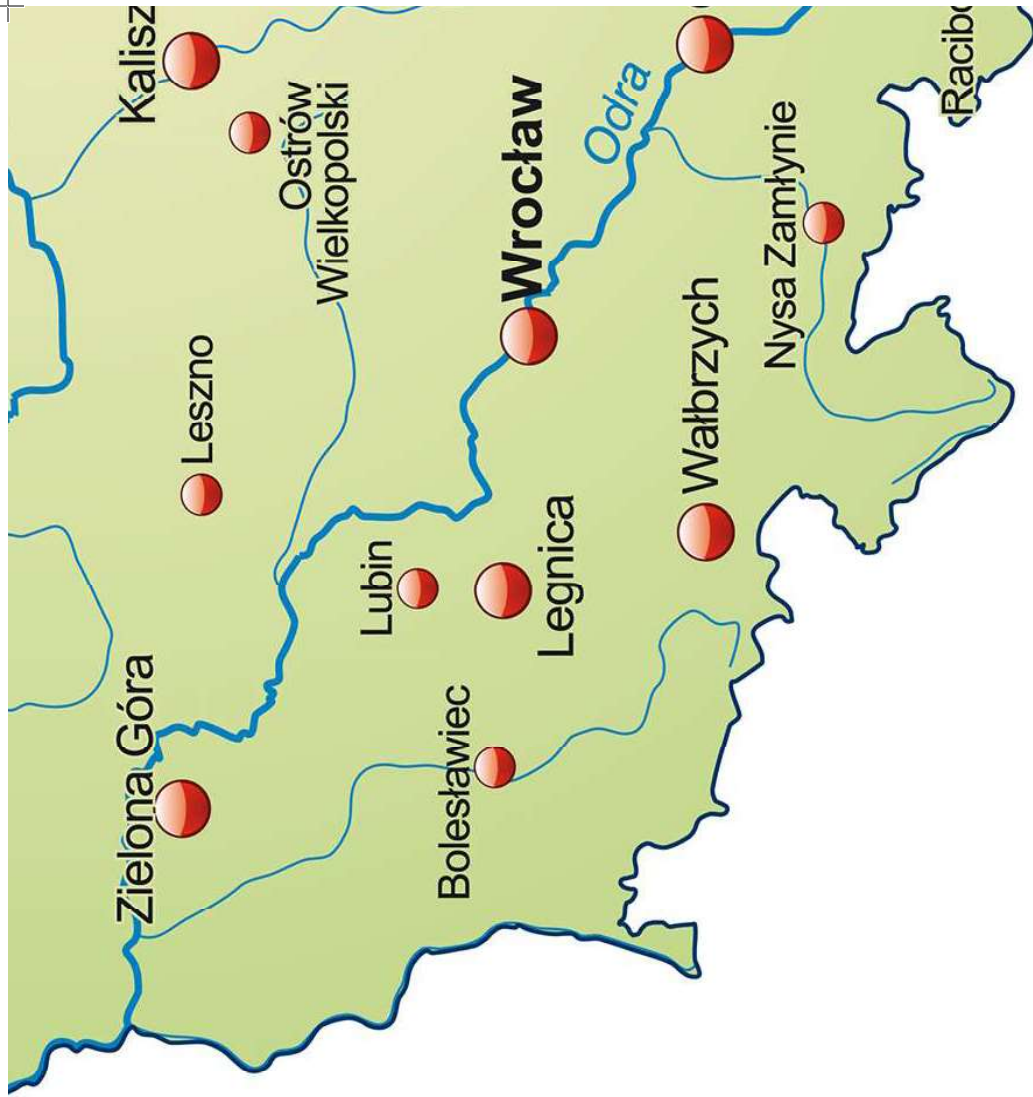 Zielona Góra
Kalisz
Leszno
Ostrów
Wielkopolski
Lubin
Bolesławiec
Wrocław
Legnica
Odra
Wałbrzych
Nysa Zamłynie